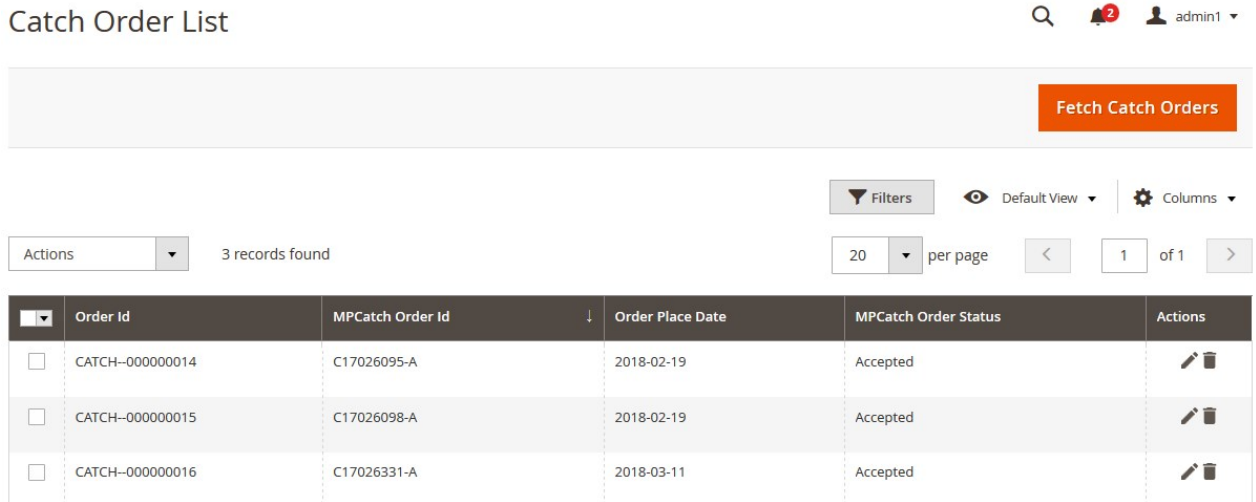 Catch Order List
2 admin1
Fetch Catch Orders
Filters Default View Columns
Actions 3 records found 20 per page 1 of 1
Order Id MPCatch Order Id ↓ Order Place Date MPCatch Order Status Actions
CATCH--000000014 C17026095-A 2018-02-19 Accepted
CATCH--000000015 C17026098-A 2018-02-19 Accepted
CATCH--000000016 C17026331-A 2018-03-11 Accepted